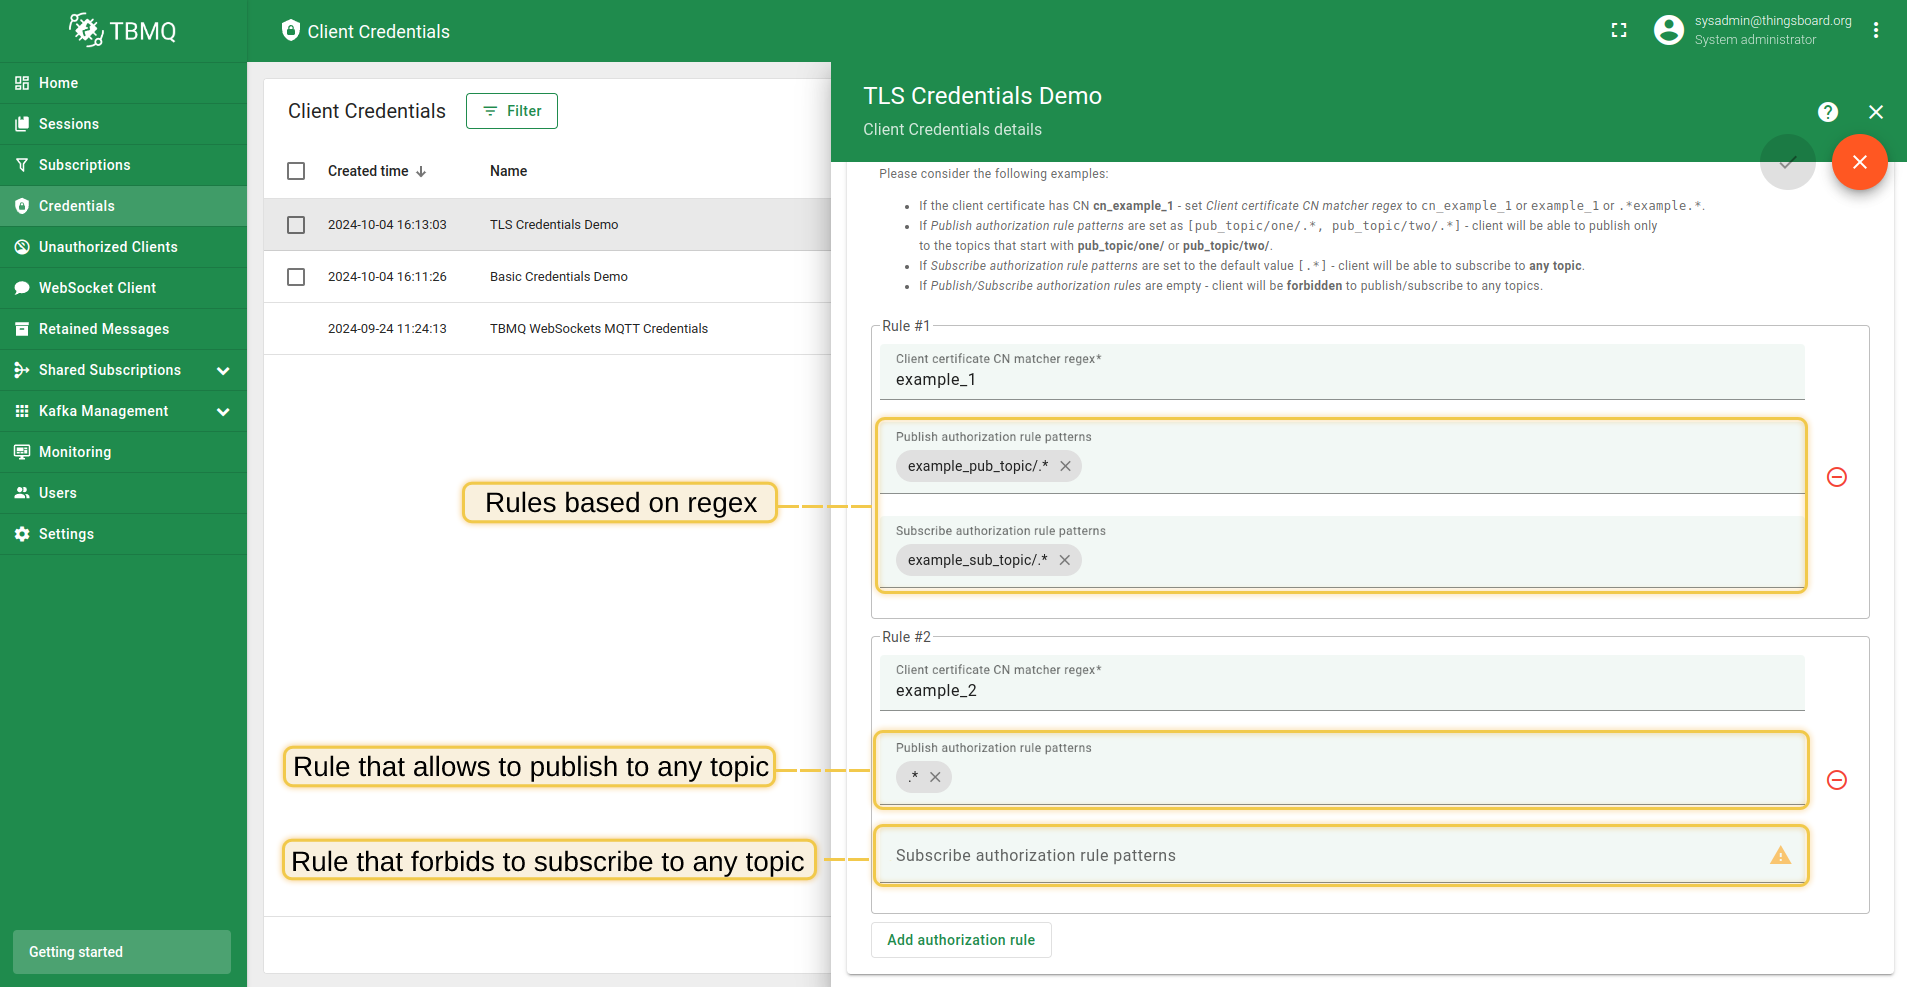 TBMQ
Client Credentials
sysadmin@thingsboard.org
System administrator
Home
Sessions
Subscriptions
Credentials
Unauthorized Clients
WebSocket Client
Retained Messages
Shared Subscriptions
Kafka Management
Monitoring
Users
Settings
Getting started
Client Credentials
Filter
Created time
Name
2024-10-04 16:13:03
TLS Credentials Demo
2024-10-04 16:11:26
Basic Credentials Demo
2024-09-24 11:24:13
TBMQ WebSockets MQTT Credentials
Rules based on regex
Rule that allows to publish to any topic
Rule that forbids to subscribe to any topic
TLS Credentials Demo
Client Credentials details
Please consider the following examples:
If the client certificate has CN cn_example_1 - set Client certificate CN matcher regex to cn_example_1 or example_1 or .*example.*.
If Publish authorization rule patterns are set as [pub_topic/one/.*, pub_topic/two/.*] - client will be able to publish only
to the topics that start with pub_topic/one/ or pub_topic/two/.
If Subscribe authorization rule patterns are set to the default value [.*] - client will be able to subscribe to any topic.
If Publish/Subscribe authorization rules are empty - client will be forbidden to publish/subscribe to any topics.
Rule #1
Client certificate CN matcher regex*
example_1
Publish authorization rule patterns
example_pub_topic/.*
Subscribe authorization rule patterns
example_sub_topic/.*
Rule #2
Client certificate CN matcher regex*
example_2
Publish authorization rule patterns
.*
Subscribe authorization rule patterns
Add authorization rule